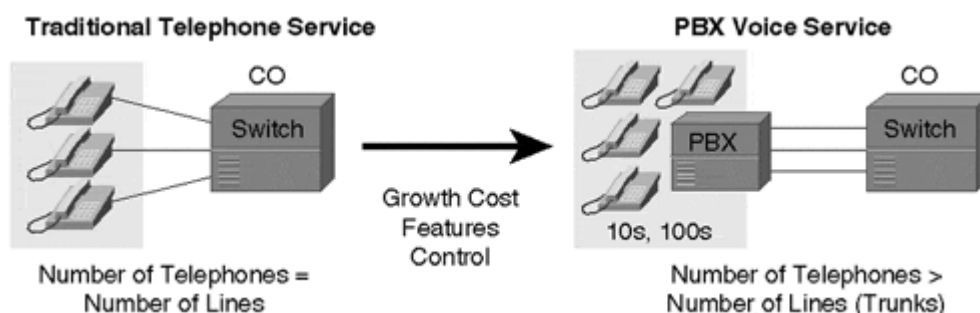 Traditional Telephone Service
CO
Switch
Number of Telephones =
Number of Lines
Growth Cost
Features
Control
PBX Voice Service
CO
PBX
Switch
10s, 100s
Number of Telephones >
Number of Lines (Trunks)